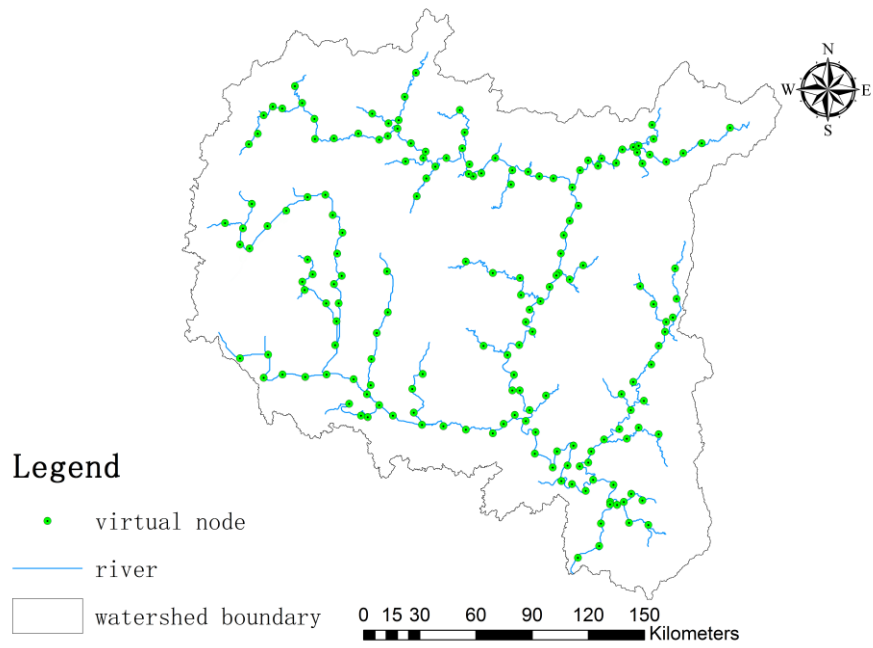 N
W E
S
Legend
virtual node
river
watershed boundary
0 15 30 60 90 120 150
Kilometers